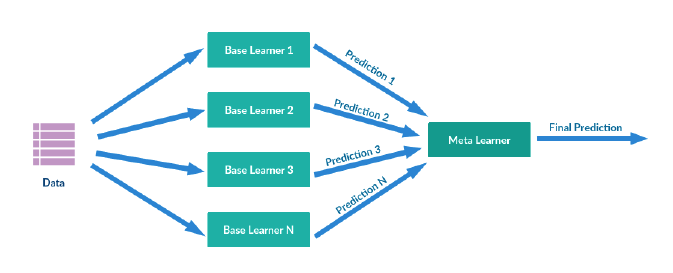 Data
Base Learner 1
Base Learner 2
Base Learner 3
Base Learner N
Prediction 1
Prediction 2
Prediction 3
Prediction N
Meta Learner
Final Prediction